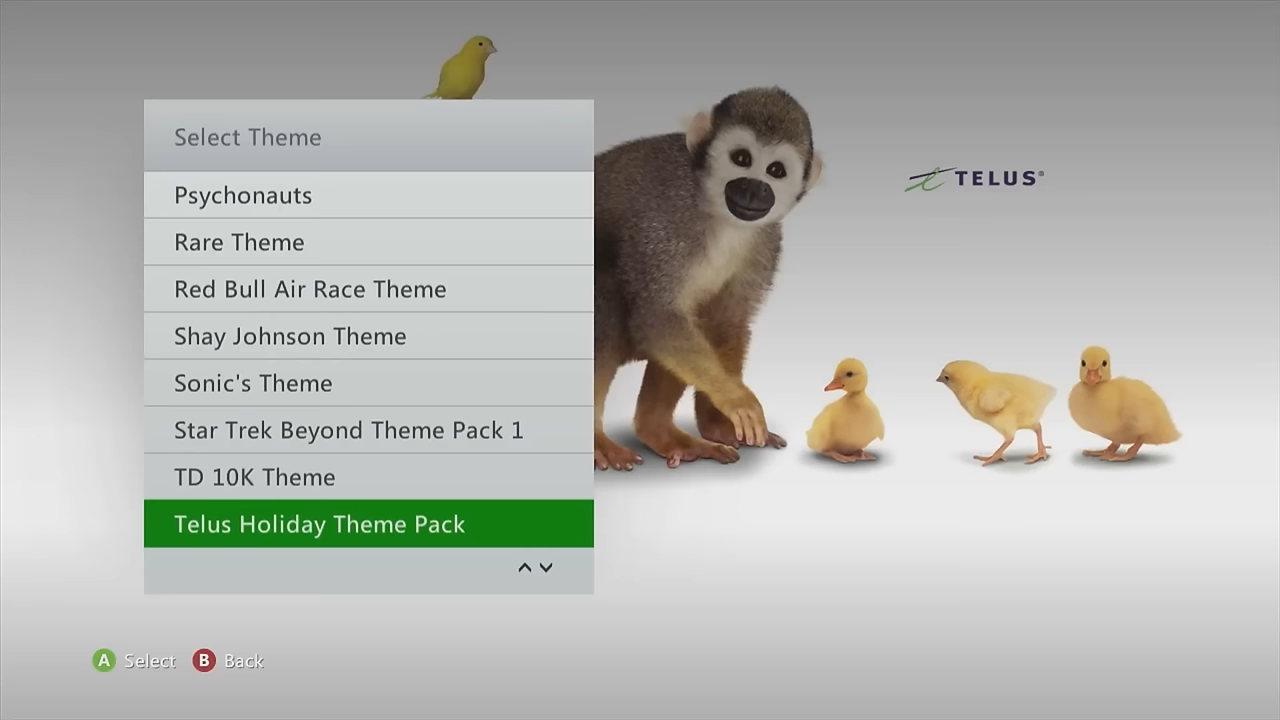 Select Theme
Psychonauts
Rare Theme
Red Bull Air Race Theme
Shay Johnson Theme
Sonic's Theme
Star Trek Beyond Theme Pack 1
TD 10K Theme
Telus Holiday Theme Pack
TELUS®
A Select B Back